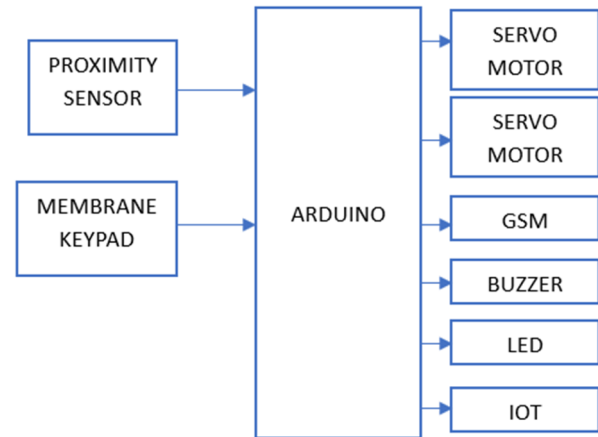 PROXIMITY
SENSOR
MEMBRANE
KEYPAD
ARDUINO
SERVO
MOTOR
SERVO
MOTOR
GSM
BUZZER
LED
IOT